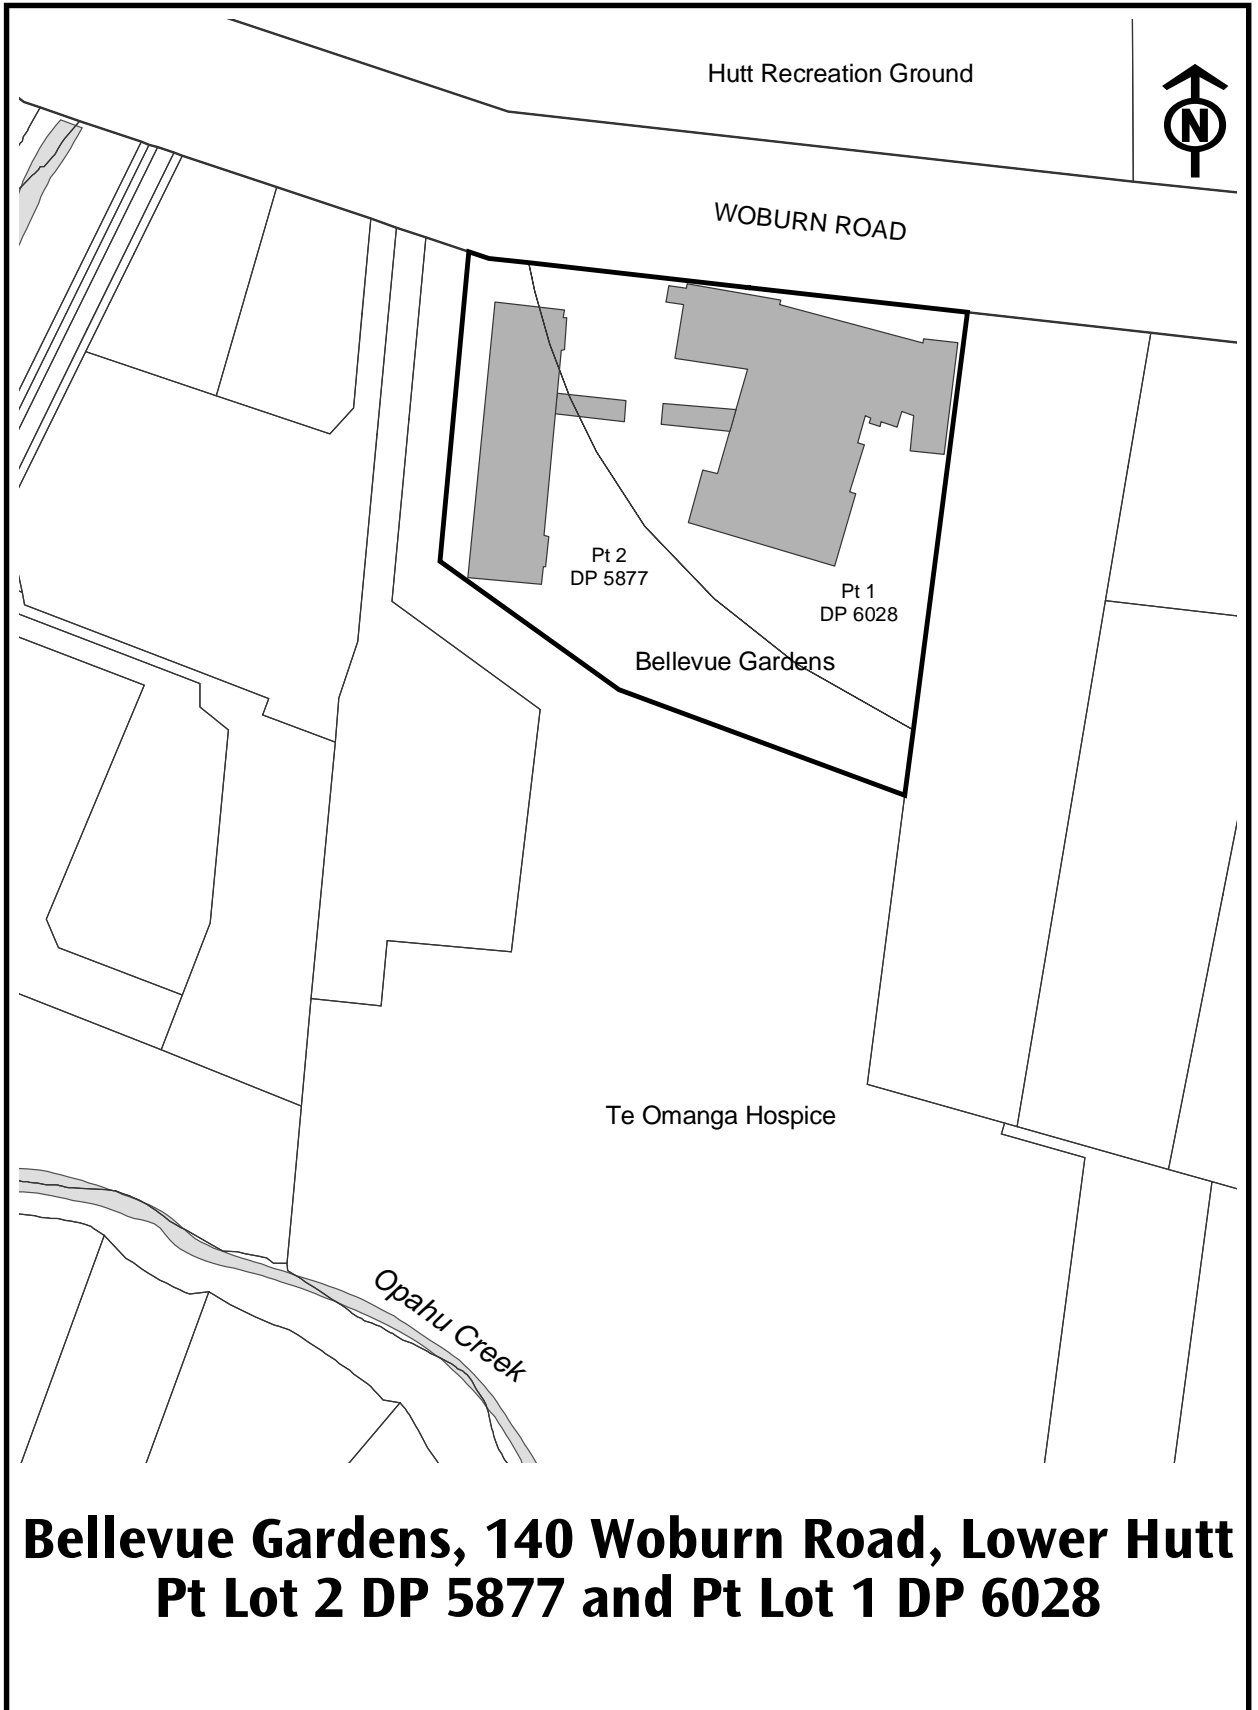 Hutt Recreation Ground
N
WOBURN ROAD
Pt 2
DP 5877
Pt 1
DP 6028
Bellevue Gardens
Te Omanga Hospice
Opahu Creek
Bellevue Gardens, 140 Woburn Road, Lower Hutt
Pt Lot 2 DP 5877 and Pt Lot 1 DP 6028